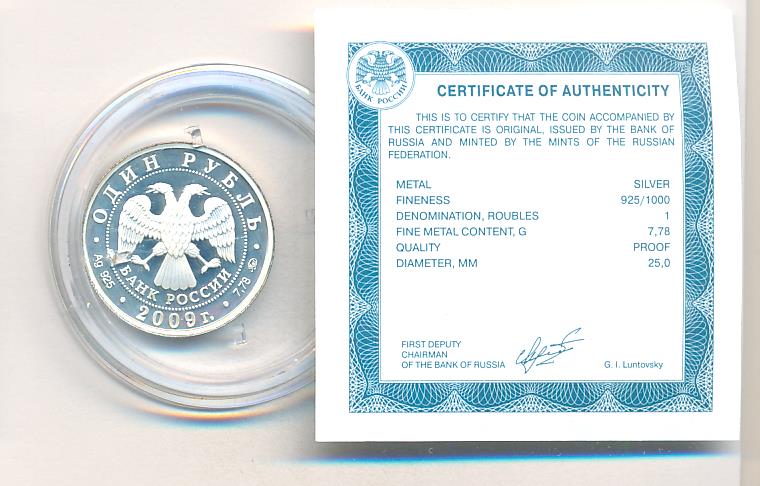 ОДИН РУБЛЬ
БАНК РОССИИ
Ag 925 • 2009 г. • 7,78
БАНК РОССИИ
CERTIFICATE OF AUTHENTICITY
THIS IS TO CERTIFY THAT THE COIN ACCOMPANIED BY
THIS CERTIFICATE IS ORIGINAL, ISSUED BY THE BANK OF
RUSSIA AND MINTED BY THE MINTS OF THE RUSSIAN
FEDERATION.
METAL SILVER
FINENESS 925/1000
DENOMINATION, ROUBLES 1
FINE METAL CONTENT, G 7,78
QUALITY PROOF
DIAMETER, MM 25,0
FIRST DEPUTY
CHAIRMAN
OF THE BANK OF RUSSIA G. I. Luntovsky